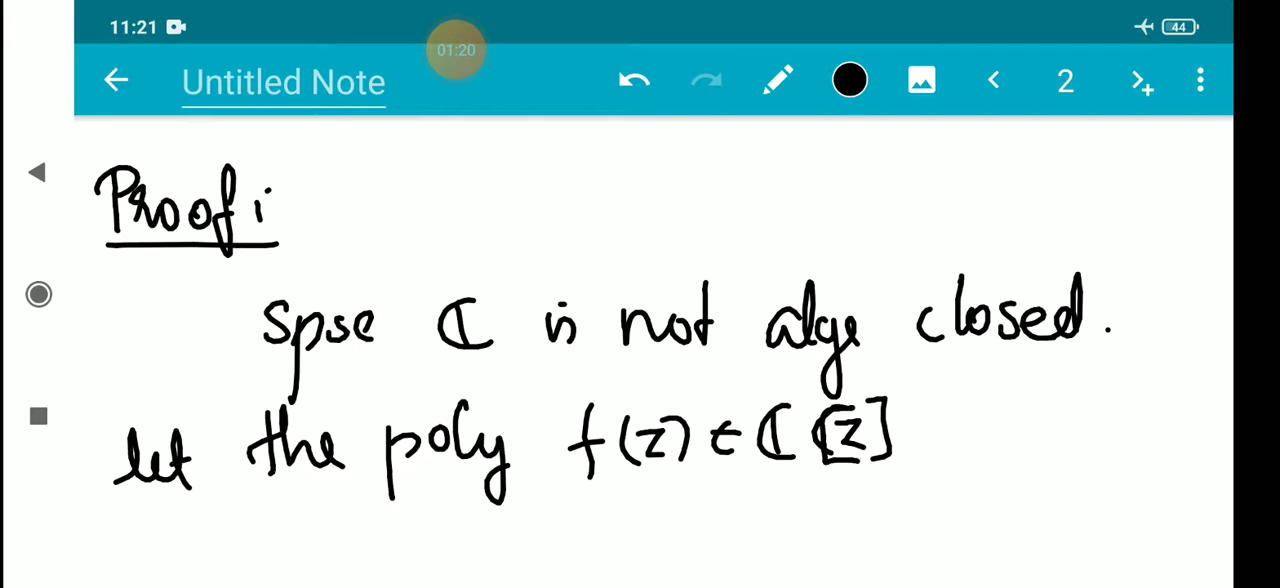 11:21
44
01:20
Untitled Note
2
Proof:
Spse ℂ is not alge closed.
let the poly f(z) ∈ ℂ[z]